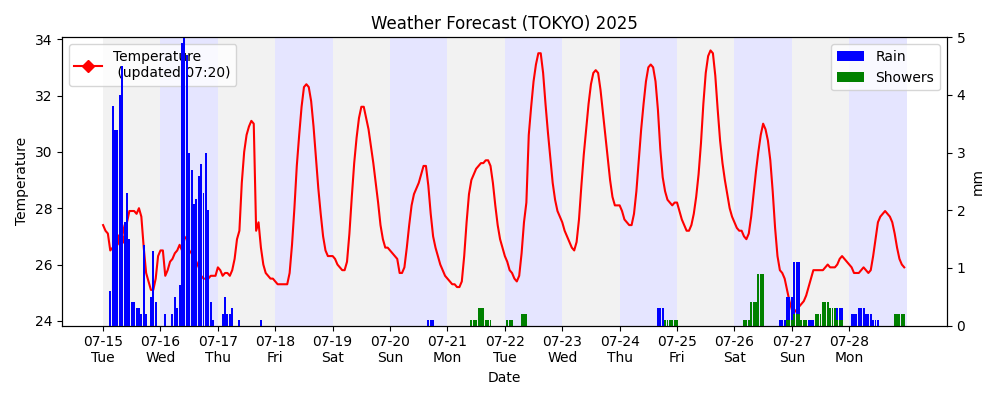 Weather Forecast (TOKYO) 2025
Temperature
(updated 07:20)
Rain
Showers
34
32
30
28
26
24
Temperature
5
4
3
2
1
0
mm
07-15 07-16 07-17 07-18 07-19 07-20 07-21 07-22 07-23 07-24 07-25 07-26 07-27 07-28
Tue Wed Thu Fri Sat Sun Mon Tue Wed Thu Fri Sat Sun Mon
Date